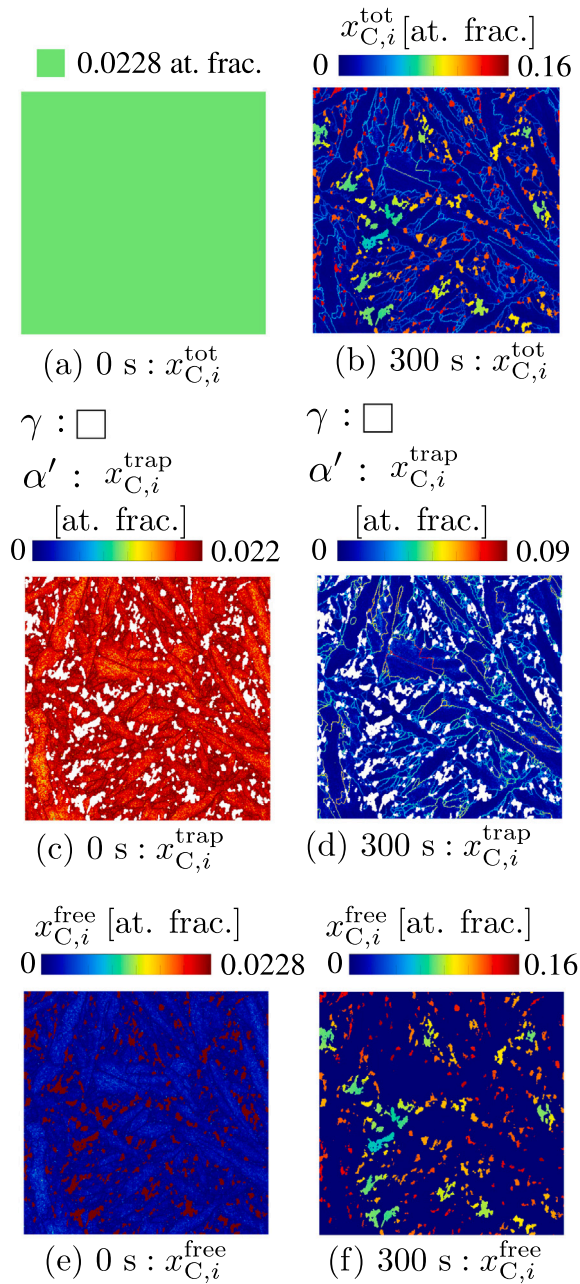 0.0228 at. frac.
x_{C,i}^{tot} [at. frac.]
0 0.16
(a) 0 s : x_{C,i}^{tot}
(b) 300 s : x_{C,i}^{tot}
γ :
α′ : x_{C,i}^{trap}
[at. frac.]
0 0.022
γ :
α′ : x_{C,i}^{trap}
[at. frac.]
0 0.09
(c) 0 s : x_{C,i}^{trap}
(d) 300 s : x_{C,i}^{trap}
x_{C,i}^{free} [at. frac.]
0 0.0228
x_{C,i}^{free} [at. frac.]
0 0.16
(e) 0 s : x_{C,i}^{free}
(f) 300 s : x_{C,i}^{free}